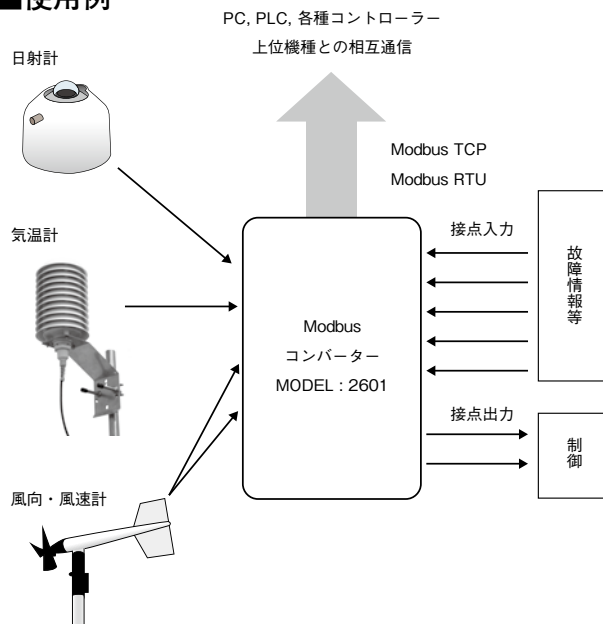 ■使用例
PC, PLC, 各種コントローラー
上位機種との相互通信
日射計
Modbus TCP
Modbus RTU
気温計
接点入力
故障情報等
Modbus
コンバーター
MODEL : 2601
接点出力
制御
風向・風速計